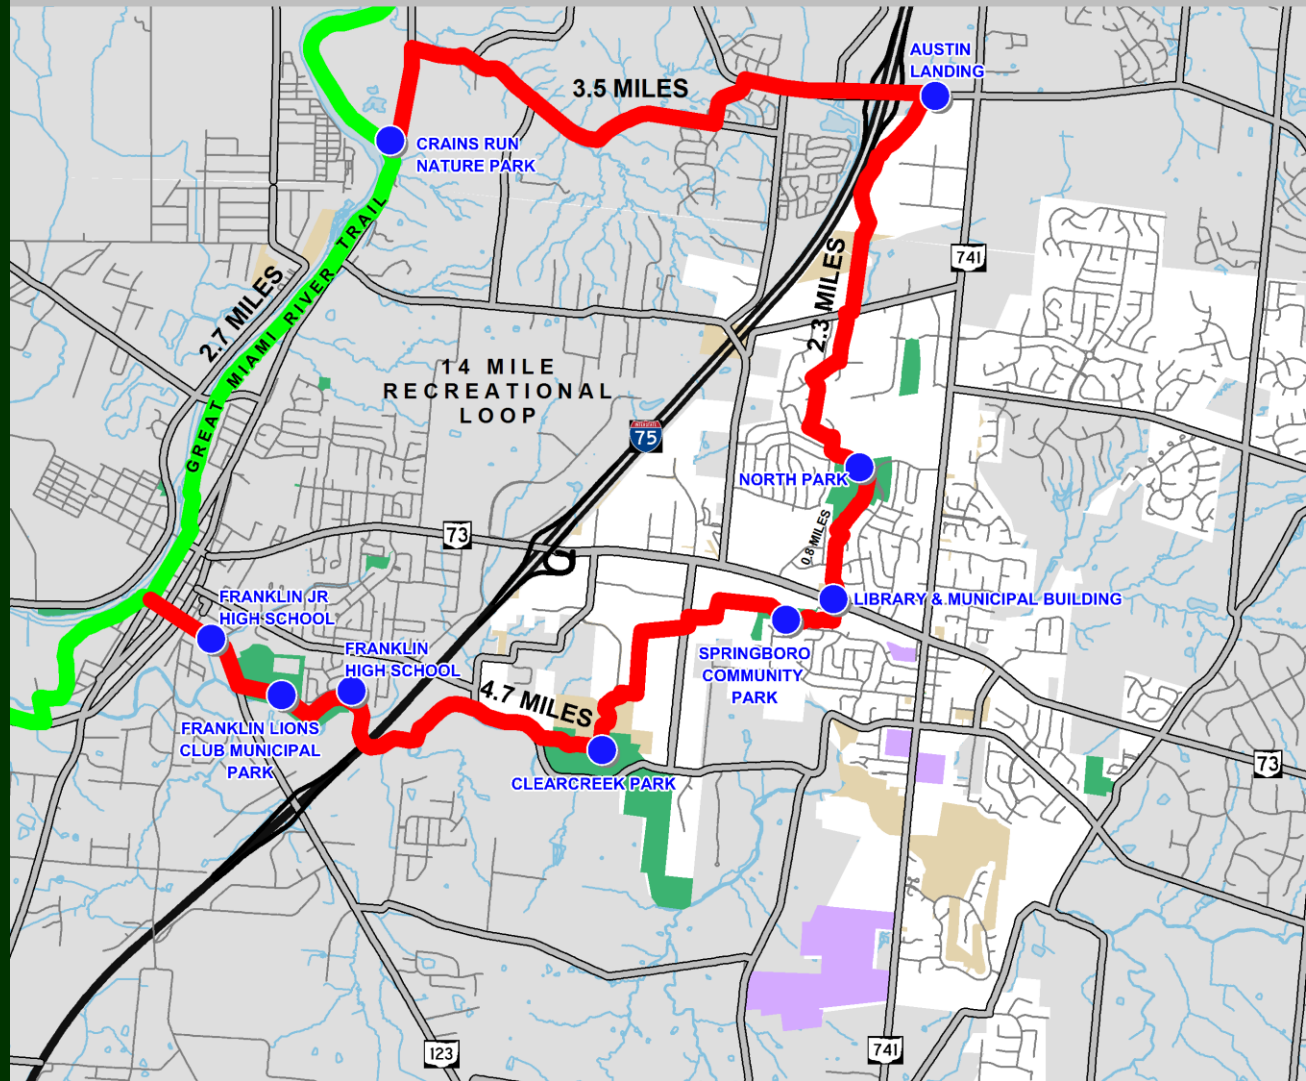 AUSTIN
LANDING
3.5 MILES
CRAINS RUN
NATURE PARK
GREAT MIAMI RIVER TRAIL
741
2.7 MILES
2.3 MILES
14 MILE
RECREATIONAL
LOOP
INTERSTATE
75
NORTH PARK
73
0.8 MILES
FRANKLIN JR
HIGH SCHOOL
LIBRARY & MUNICIPAL BUILDING
FRANKLIN
HIGH SCHOOL
SPRINGBORO
COMMUNITY
PARK
4.7 MILES
FRANKLIN LIONS
CLUB MUNICIPAL
PARK
CLEARCREEK PARK
73
123
741